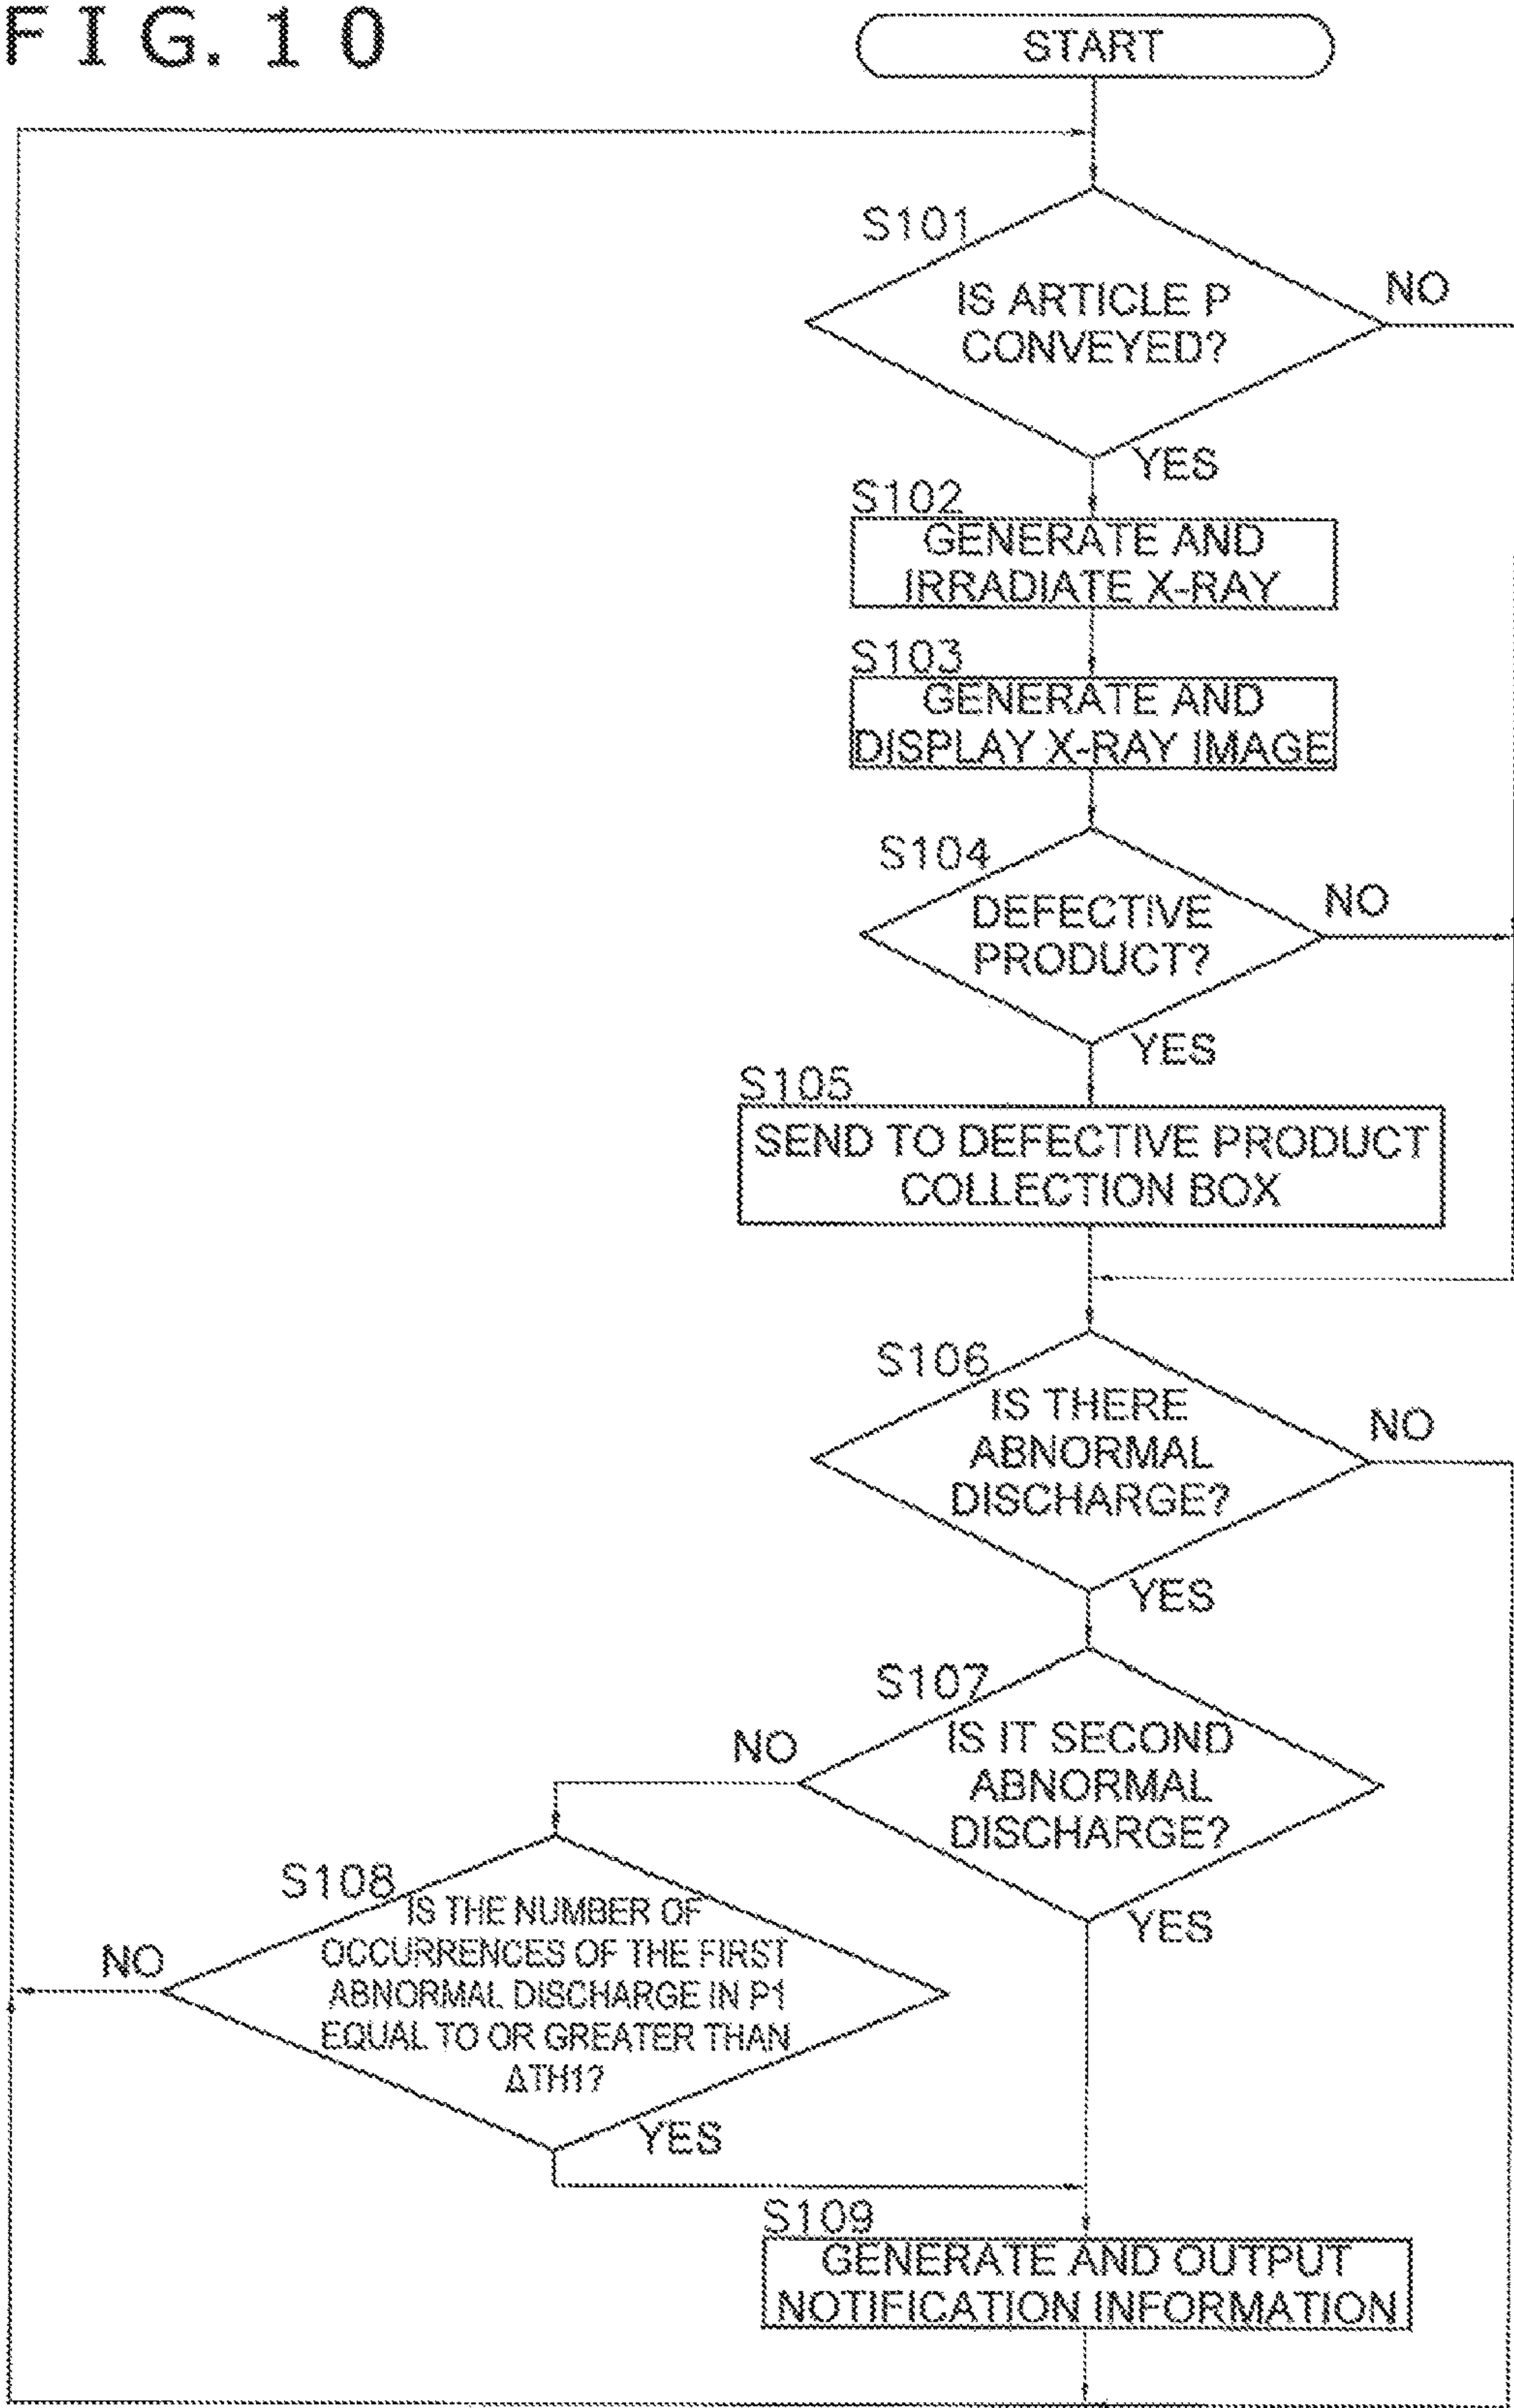 FIG. 10
START
S101
IS ARTICLE P
CONVEYED?
NO
YES
S102
GENERATE AND
IRRADIATE X-RAY
S103
GENERATE AND
DISPLAY X-RAY IMAGE
S104
DEFECTIVE
PRODUCT?
NO
YES
S105
SEND TO DEFECTIVE PRODUCT
COLLECTION BOX
S106
IS THERE
ABNORMAL
DISCHARGE?
NO
YES
S107
IS IT SECOND
ABNORMAL
DISCHARGE?
NO
YES
S108
IS THE NUMBER OF
OCCURRENCES OF THE FIRST
ABNORMAL DISCHARGE IN P1
EQUAL TO OR GREATER THAN
ΔTH1?
NO
YES
S109
GENERATE AND OUTPUT
NOTIFICATION INFORMATION